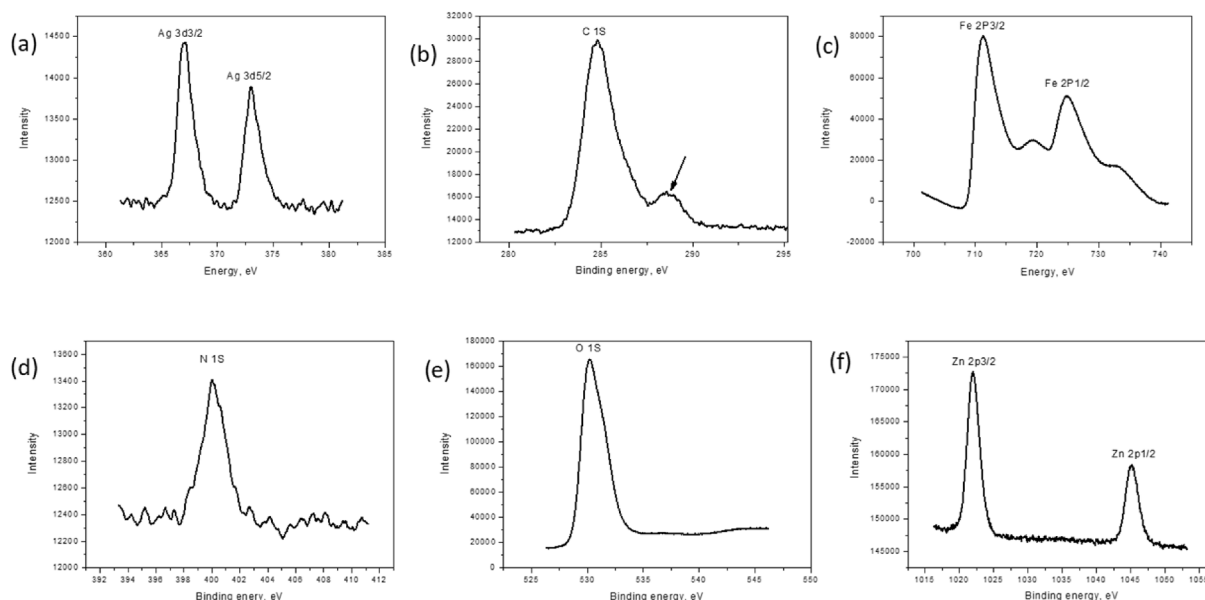 (a)
Ag 3d3/2
Ag 3d5/2
14500
14000
13500
13000
12500
12000
Intensity
360 365 370 375 380 385
Energy, eV
(b)
C 1S
32000
30000
28000
26000
24000
22000
20000
18000
16000
14000
12000
Intensity
280 285 290 295
Binding energy, eV
(c)
Fe 2P3/2
Fe 2P1/2
80000
60000
40000
20000
0
-20000
Intensity
700 710 720 730 740
Energy, eV
(d)
N 1S
13600
13400
13200
13000
12800
12600
12400
12200
12000
Intensity
392 394 396 398 400 402 404 406 408 410 412
Binding enery, eV
(e)
O 1S
180000
160000
140000
120000
100000
80000
60000
40000
20000
0
Intensity
525 530 535 540 545 550
Binding energy, eV
(f)
Zn 2p3/2
Zn 2p1/2
175000
170000
165000
160000
155000
150000
145000
Intensity
1015 1020 1025 1030 1035 1040 1045 1050
Binding energy, eV